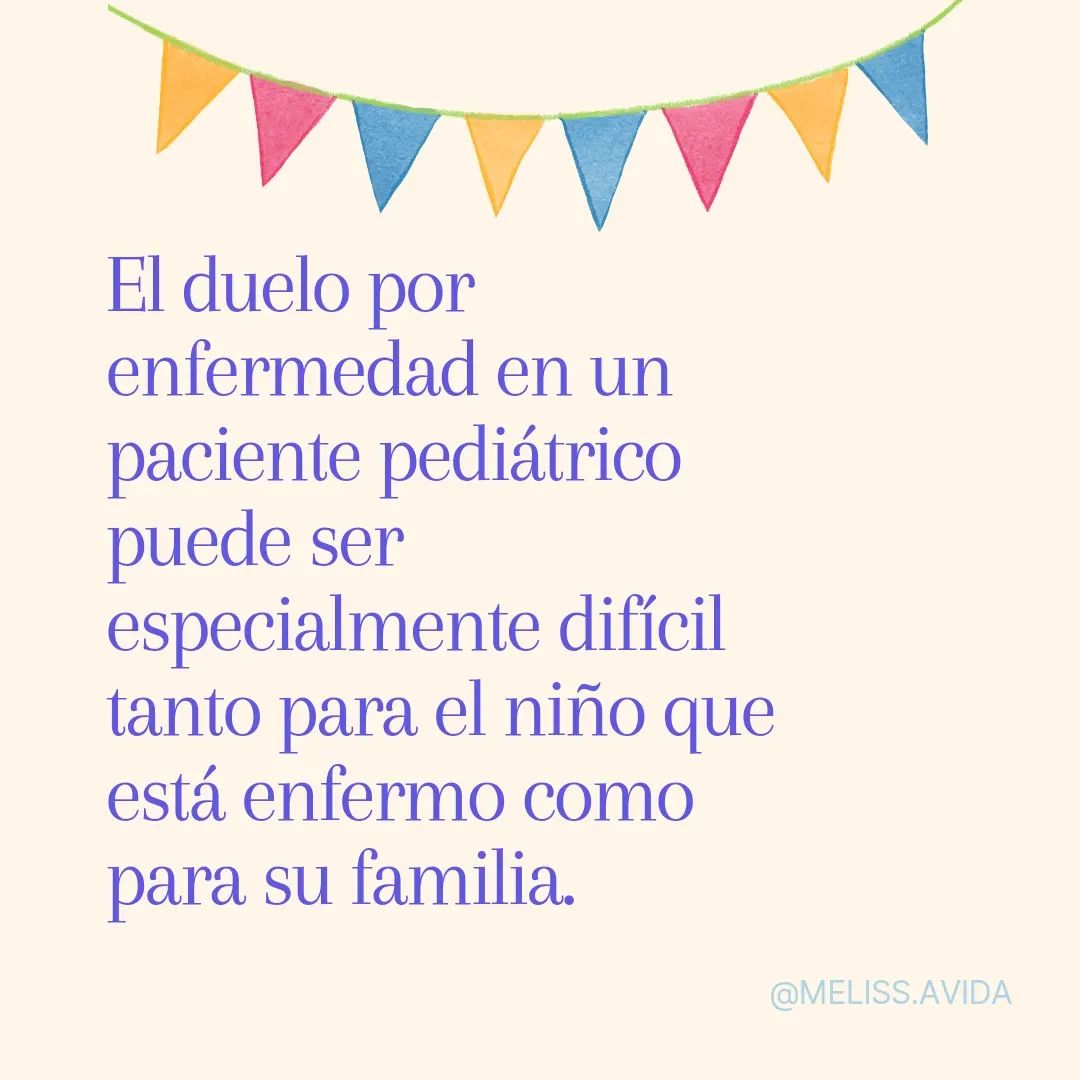 El duelo por
enfermedad en un
paciente pediátrico
puede ser
especialmente difícil
tanto para el niño que
está enfermo como
para su familia.
@MELISS.AVIDA